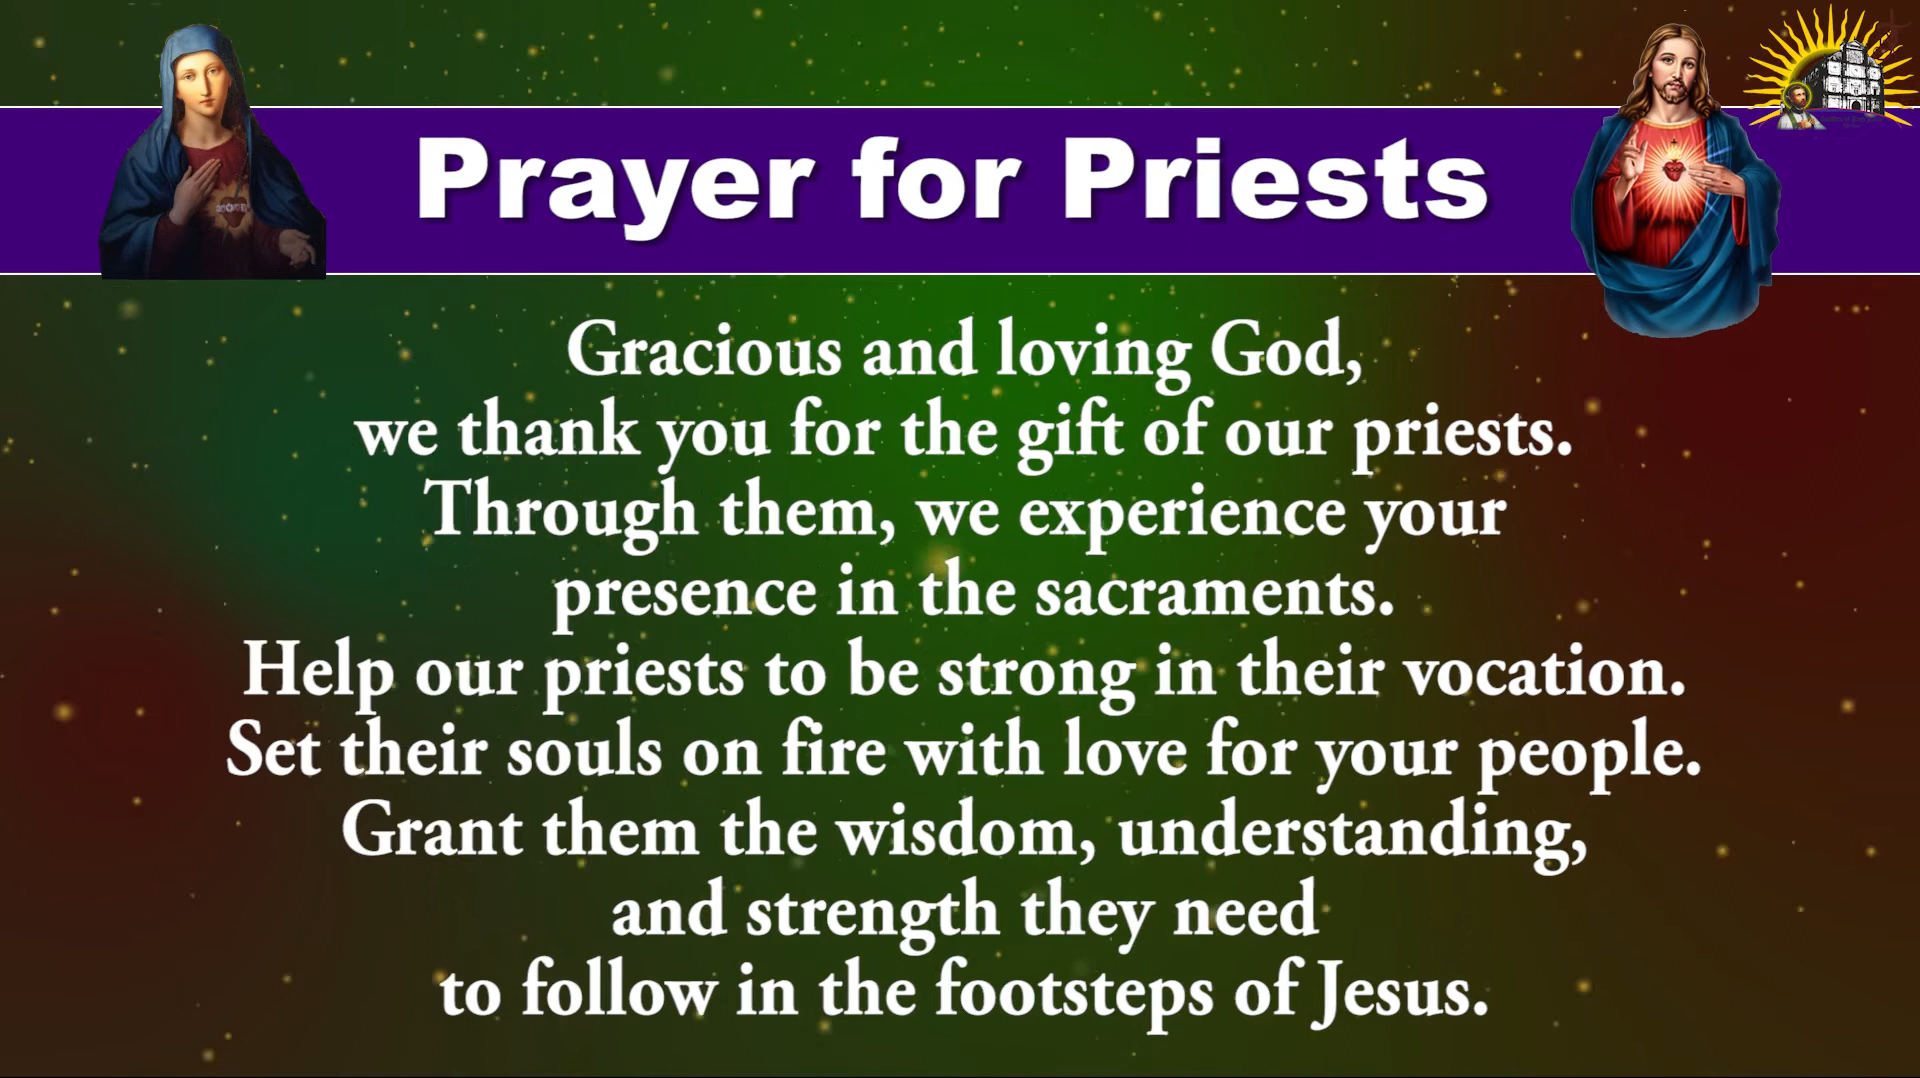 Prayer for Priests
Gracious and loving God,
we thank you for the gift of our priests.
Through them, we experience your
presence in the sacraments.
Help our priests to be strong in their vocation.
Set their souls on fire with love for your people.
Grant them the wisdom, understanding,
and strength they need
to follow in the footsteps of Jesus.